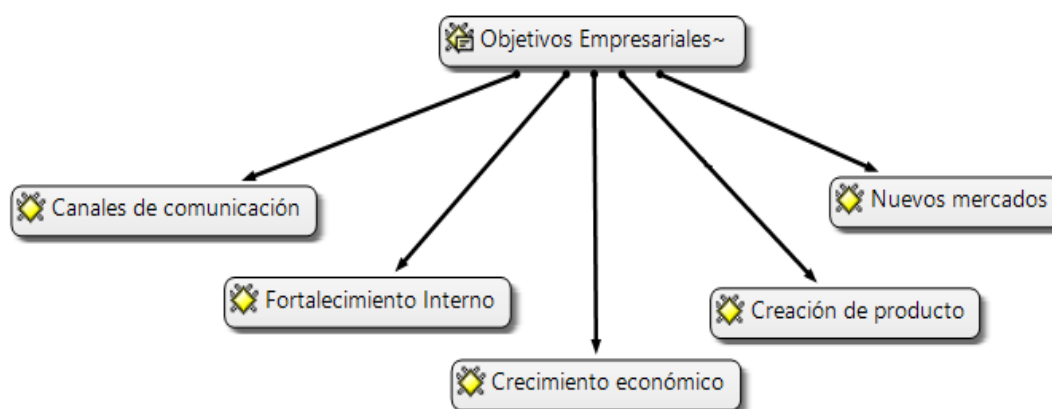 Objetivos Empresariales~
Canales de comunicación
Nuevos mercados
Fortalecimiento Interno
Creación de producto
Crecimiento económico